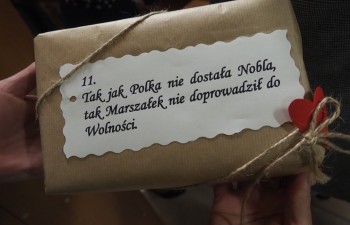 11.
Tak jak Polka nie dostała Nobla,
tak Marszałek nie doprowadził do
Wolności.